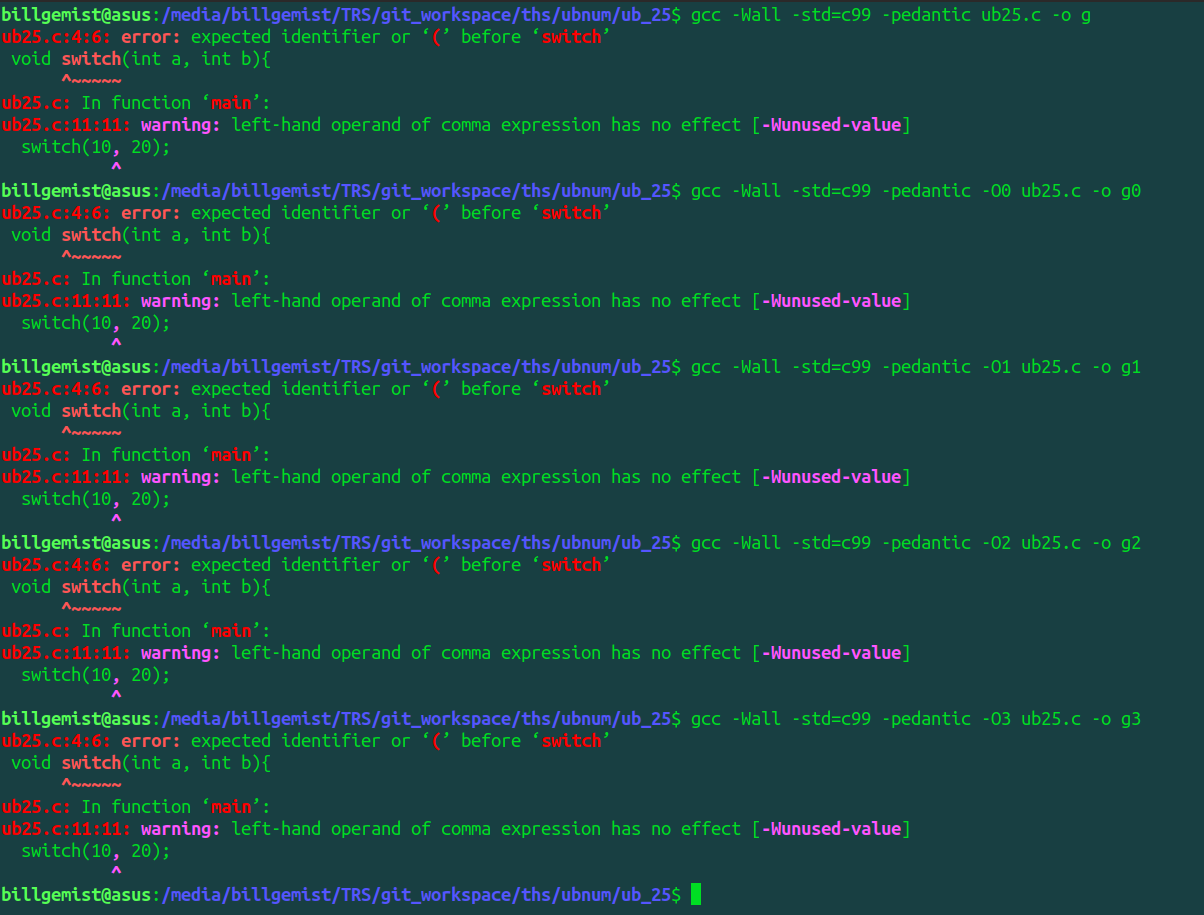 billgemist@asus:/media/billgemist/TRS/git_workspace/ths/ubnum/ub_25$ gcc -Wall -std=c99 -pedantic ub25.c -o g
ub25.c:4:6: error: expected identifier or ‘(’ before ‘switch’
 void switch(int a, int b){
      ^~~~~~
ub25.c: In function ‘main’:
ub25.c:11:11: warning: left-hand operand of comma expression has no effect [-Wunused-value]
  switch(10, 20);
           ^
billgemist@asus:/media/billgemist/TRS/git_workspace/ths/ubnum/ub_25$ gcc -Wall -std=c99 -pedantic -O0 ub25.c -o g0
ub25.c:4:6: error: expected identifier or ‘(’ before ‘switch’
 void switch(int a, int b){
      ^~~~~~
ub25.c: In function ‘main’:
ub25.c:11:11: warning: left-hand operand of comma expression has no effect [-Wunused-value]
  switch(10, 20);
           ^
billgemist@asus:/media/billgemist/TRS/git_workspace/ths/ubnum/ub_25$ gcc -Wall -std=c99 -pedantic -O1 ub25.c -o g1
ub25.c:4:6: error: expected identifier or ‘(’ before ‘switch’
 void switch(int a, int b){
      ^~~~~~
ub25.c: In function ‘main’:
ub25.c:11:11: warning: left-hand operand of comma expression has no effect [-Wunused-value]
  switch(10, 20);
           ^
billgemist@asus:/media/billgemist/TRS/git_workspace/ths/ubnum/ub_25$ gcc -Wall -std=c99 -pedantic -O2 ub25.c -o g2
ub25.c:4:6: error: expected identifier or ‘(’ before ‘switch’
 void switch(int a, int b){
      ^~~~~~
ub25.c: In function ‘main’:
ub25.c:11:11: warning: left-hand operand of comma expression has no effect [-Wunused-value]
  switch(10, 20);
           ^
billgemist@asus:/media/billgemist/TRS/git_workspace/ths/ubnum/ub_25$ gcc -Wall -std=c99 -pedantic -O3 ub25.c -o g3
ub25.c:4:6: error: expected identifier or ‘(’ before ‘switch’
 void switch(int a, int b){
      ^~~~~~
ub25.c: In function ‘main’:
ub25.c:11:11: warning: left-hand operand of comma expression has no effect [-Wunused-value]
  switch(10, 20);
           ^
billgemist@asus:/media/billgemist/TRS/git_workspace/ths/ubnum/ub_25$